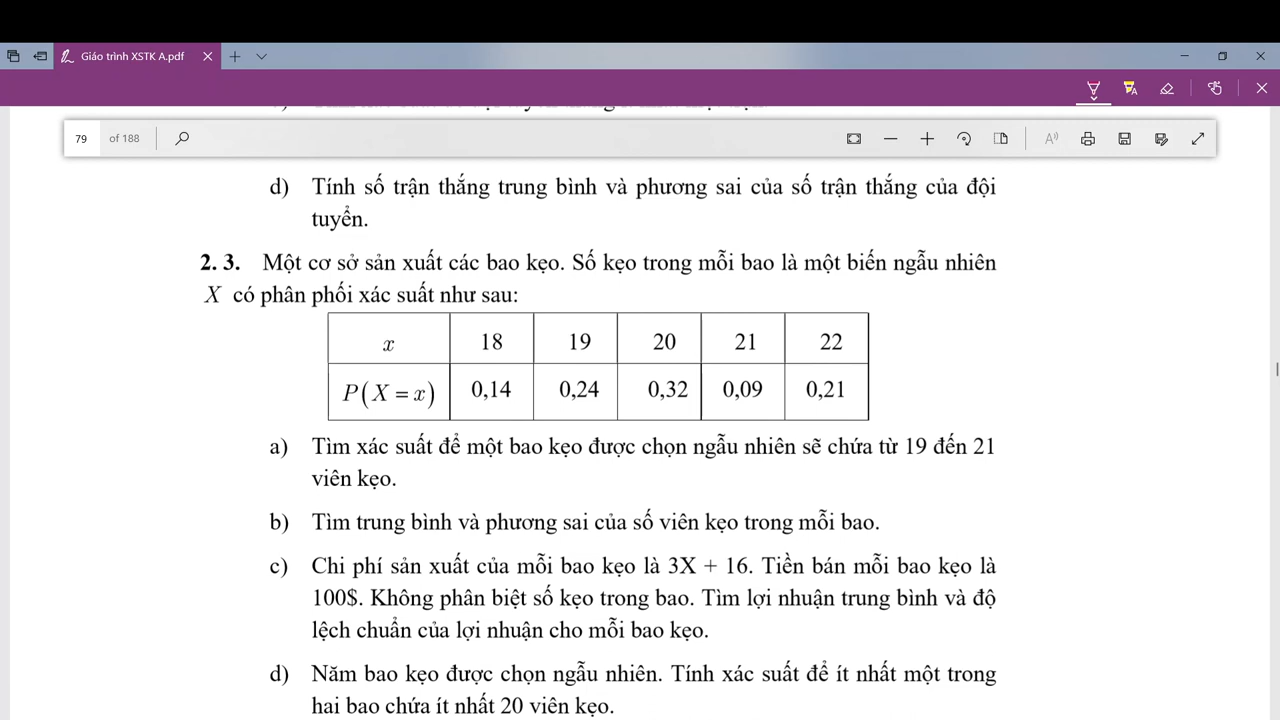 Giáo trình XSTK A.pdf
79 of 188
d) Tính số trận thắng trung bình và phương sai của số trận thắng của đội
tuyển.
2. 3. Một cơ sở sản xuất các bao kẹo. Số kẹo trong mỗi bao là một biến ngẫu nhiên
X có phân phối xác suất như sau:
x 18 19 20 21 22
P(X = x) 0,14 0,24 0,32 0,09 0,21
a) Tìm xác suất để một bao kẹo được chọn ngẫu nhiên sẽ chứa từ 19 đến 21
viên kẹo.
b) Tìm trung bình và phương sai của số viên kẹo trong mỗi bao.
c) Chi phí sản xuất của mỗi bao kẹo là 3X + 16. Tiền bán mỗi bao kẹo là
100$. Không phân biệt số kẹo trong bao. Tìm lợi nhuận trung bình và độ
lệch chuẩn của lợi nhuận cho mỗi bao kẹo.
d) Năm bao kẹo được chọn ngẫu nhiên. Tính xác suất để ít nhất một trong
hai bao chứa ít nhất 20 viên kẹo.